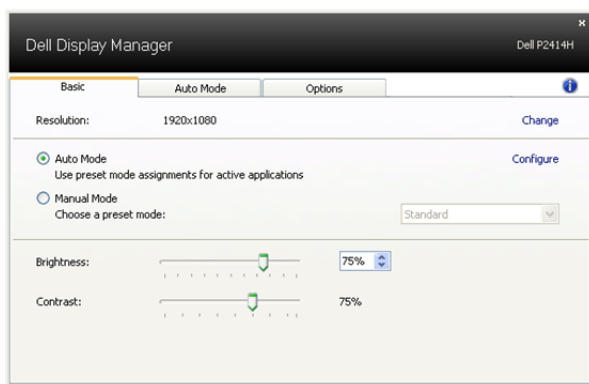 Dell Display Manager
Dell P2414H
Basic
Auto Mode
Options
Resolution:
1920x1080
Change
Auto Mode
Configure
Use preset mode assignments for active applications
Manual Mode
Choose a preset mode:
Standard
Brightness:
75%
Contrast:
75%